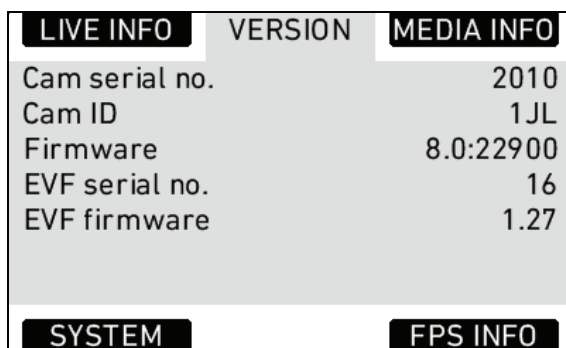 LIVE INFO VERSION MEDIA INFO
Cam serial no. 2010
Cam ID 1JL
Firmware 8.0:22900
EVF serial no. 16
EVF firmware 1.27
SYSTEM FPS INFO